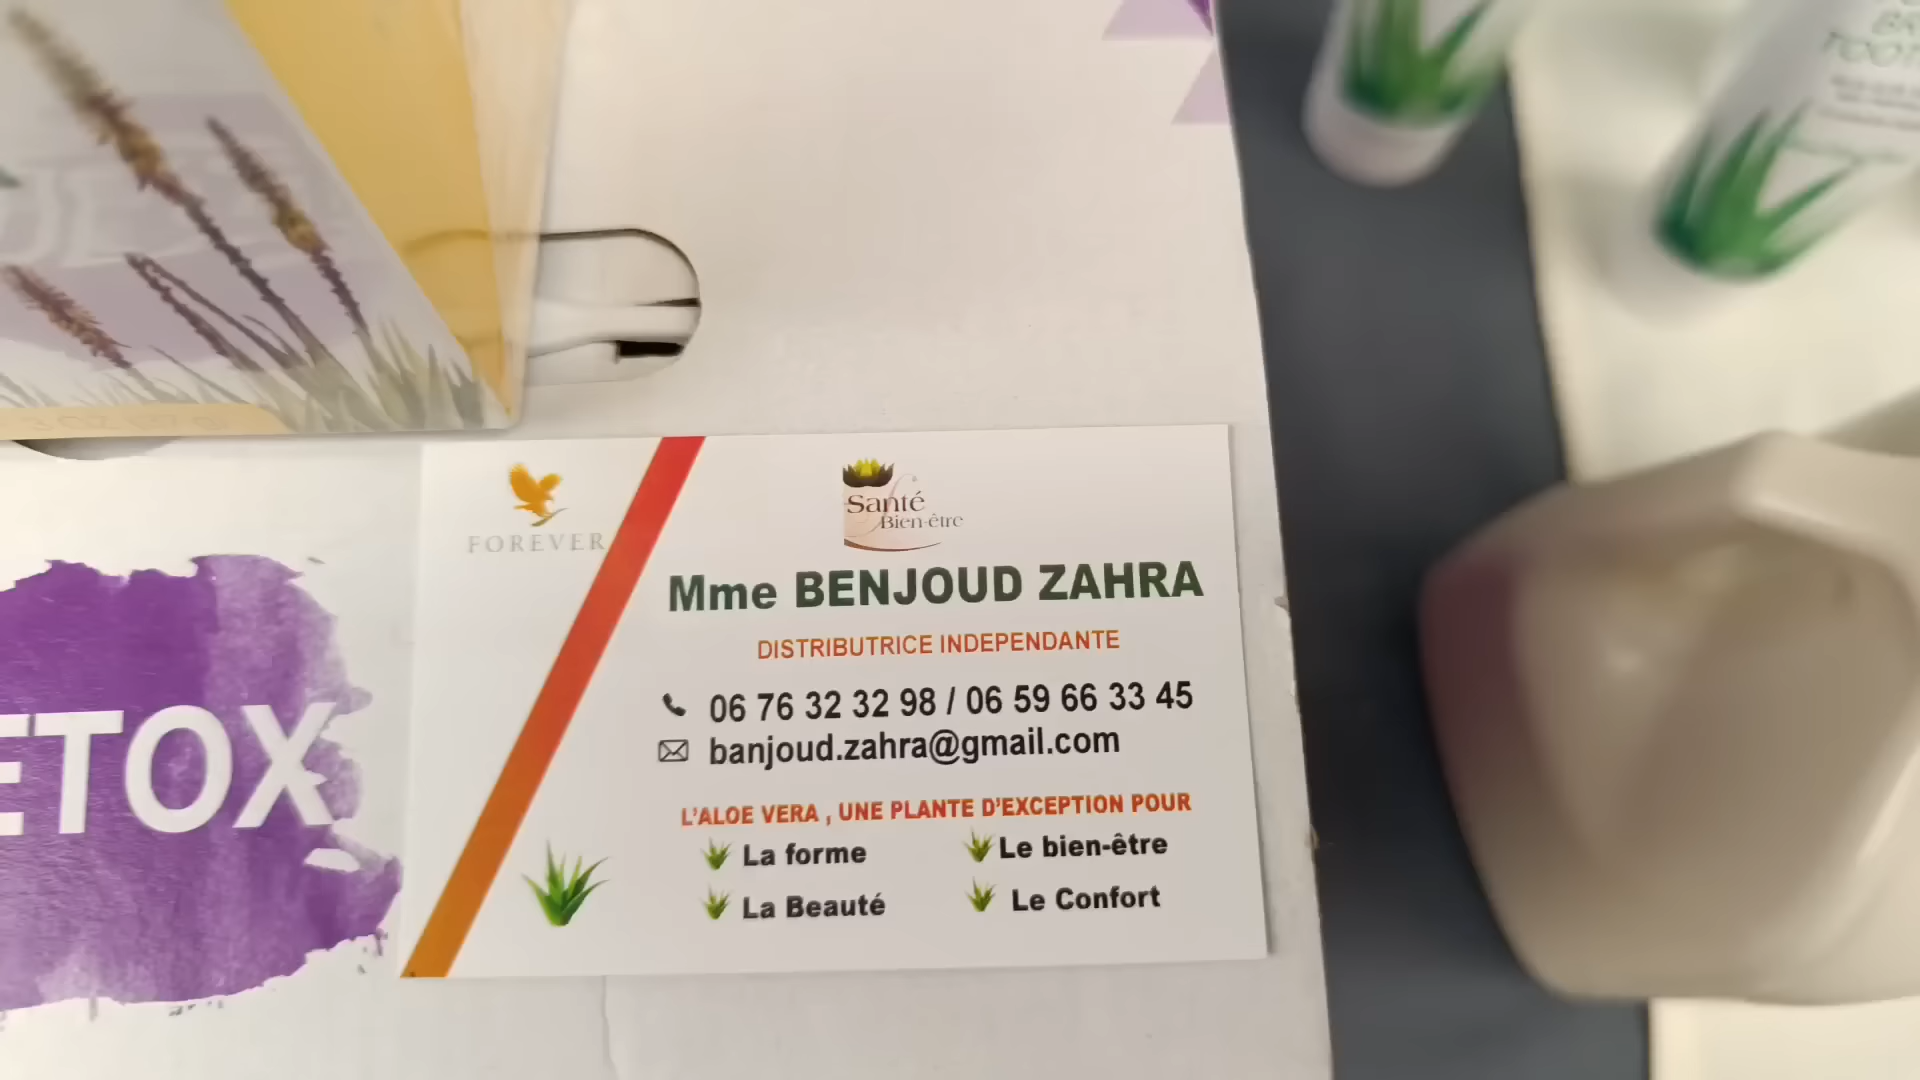 FOREVER
Santé
Bien-être
Mme BENJOUD ZAHRA
DISTRIBUTRICE INDEPENDANTE
06 76 32 32 98 / 06 59 66 33 45
banjoud.zahra@gmail.com
L'ALOE VERA , UNE PLANTE D'EXCEPTION POUR
La forme
Le bien-être
La Beauté
Le Confort
ETOX